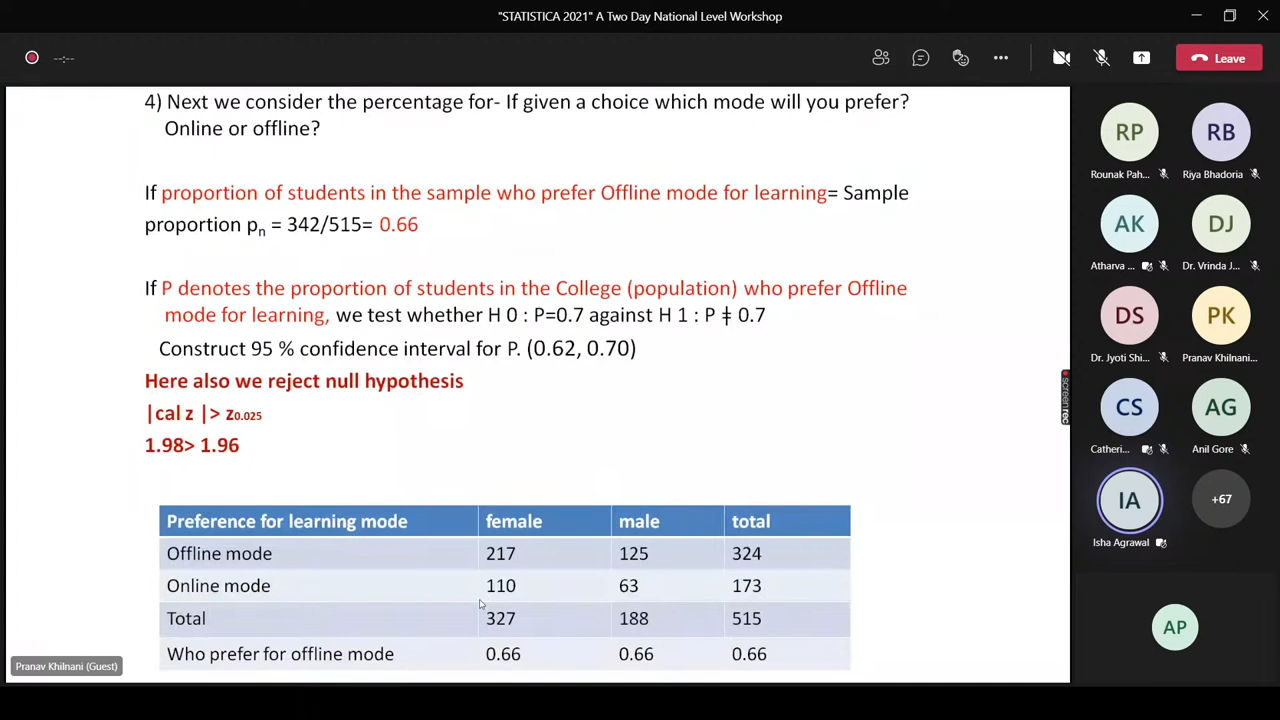 "STATISTICA 2021" A Two Day National Level Workshop
--:--
Leave
4) Next we consider the percentage for- If given a choice which mode will you prefer?
Online or offline?
If proportion of students in the sample who prefer Offline mode for learning= Sample
proportion pn = 342/515= 0.66
If P denotes the proportion of students in the College (population) who prefer Offline
mode for learning, we test whether H 0 : P=0.7 against H 1 : P ǂ 0.7
Construct 95 % confidence interval for P. (0.62, 0.70)
Here also we reject null hypothesis
|cal z |> z0.025
1.98> 1.96
Preference for learning mode female male total
Offline mode 217 125 324
Online mode 110 63 173
Total 327 188 515
Who prefer for offline mode 0.66 0.66 0.66
Pranav Khilnani (Guest)
screenrec
RP RB
Rounak Pah... Riya Bhadoria
AK DJ
Atharva ... Dr. Vrinda J...
DS PK
Dr. Jyoti Shi... Pranav Khilnani...
CS AG
Catheri... Anil Gore
IA +67
Isha Agrawal
AP